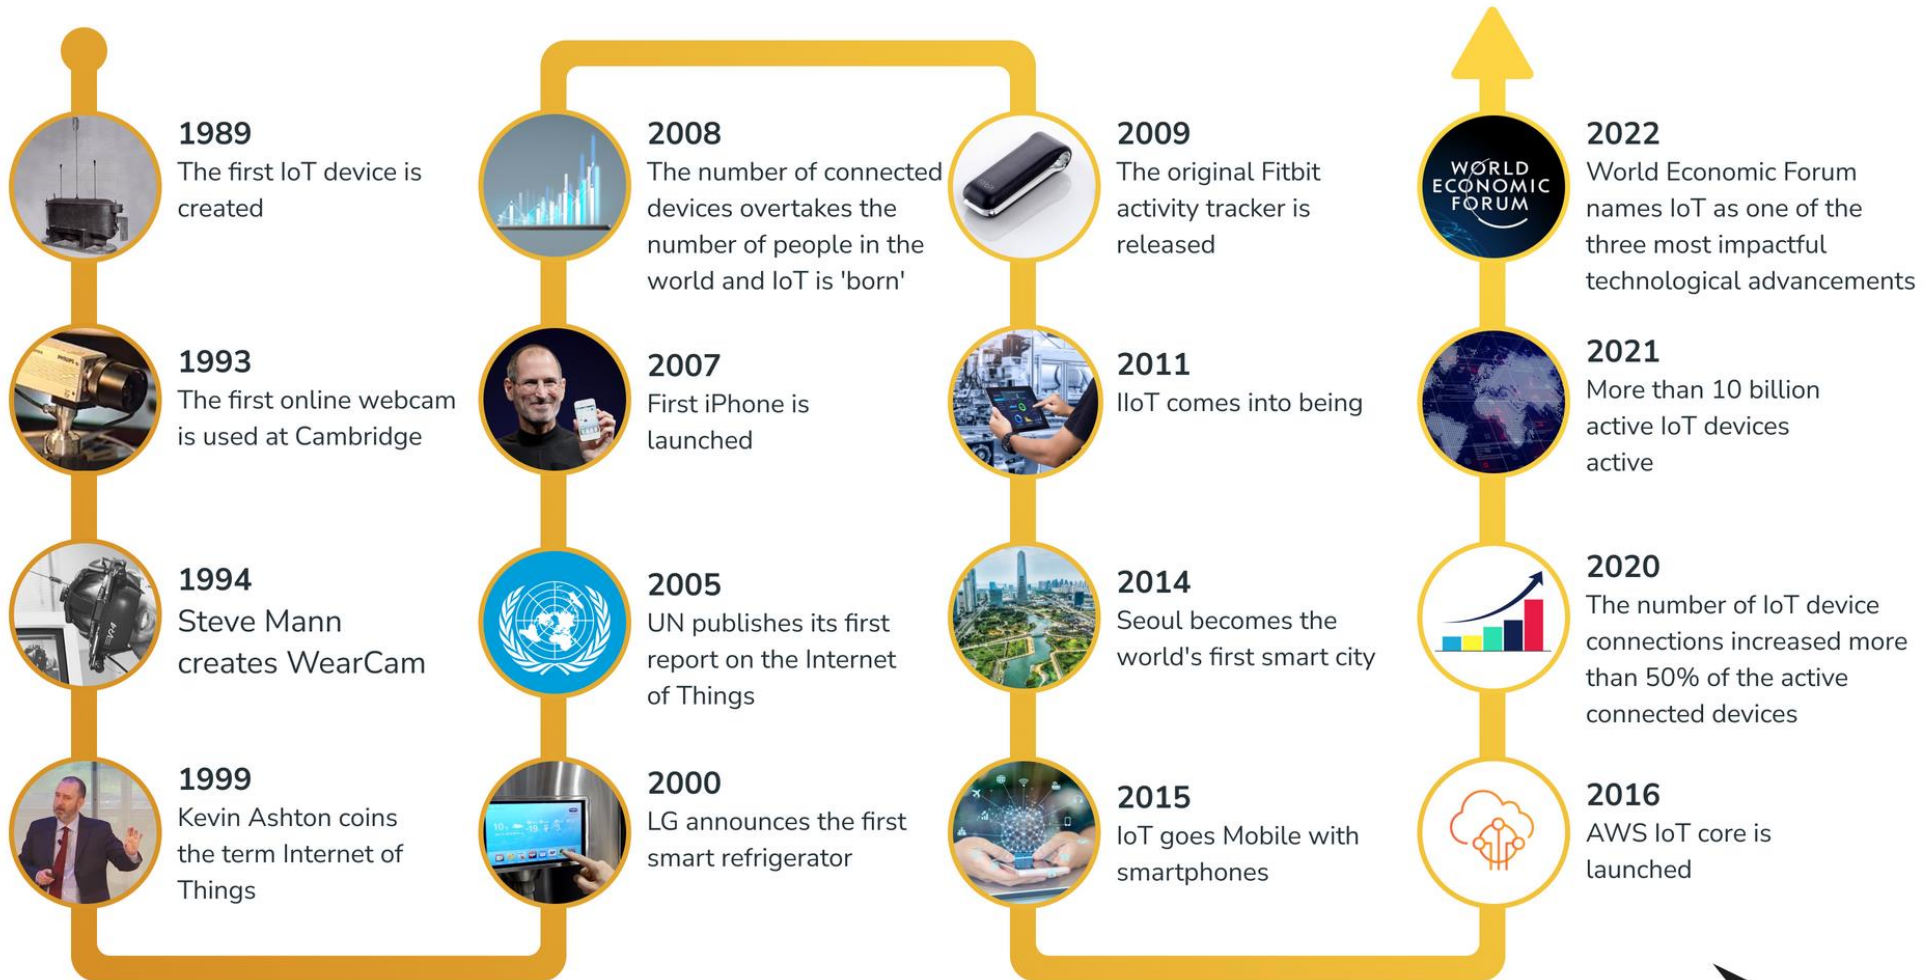 1989
The first IoT device is
created
1993
The first online webcam
is used at Cambridge
1994
Steve Mann
creates WearCam
1999
Kevin Ashton coins
the term Internet of
Things
2000
LG announces the first
smart refrigerator
2005
UN publishes its first
report on the Internet
of Things
2007
First iPhone is
launched
2008
The number of connected
devices overtakes the
number of people in the
world and IoT is 'born'
2009
The original Fitbit
activity tracker is
released
2011
IIoT comes into being
2014
Seoul becomes the
world's first smart city
2015
IoT goes Mobile with
smartphones
2016
AWS IoT core is
launched
2020
The number of IoT device
connections increased more
than 50% of the active
connected devices
2021
More than 10 billion
active IoT devices
active
WORLD
ECONOMIC
FORUM
2022
World Economic Forum
names IoT as one of the
three most impactful
technological advancements